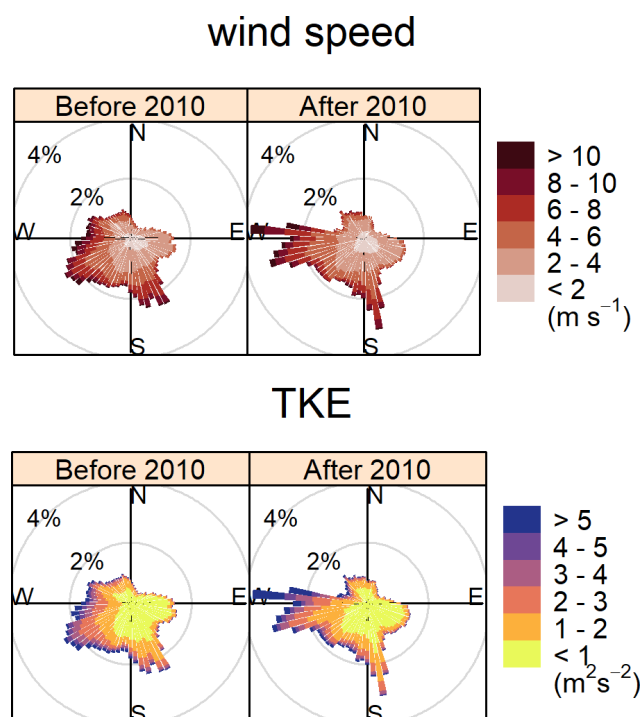 wind speed
Before 2010 After 2010
N N
4% 4%
2% 2%
W E W E
S S
> 10
8 - 10
6 - 8
4 - 6
2 - 4
< 2
(m s⁻¹)
TKE
Before 2010 After 2010
N N
4% 4%
2% 2%
W E W E
S S
> 5
4 - 5
3 - 4
2 - 3
1 - 2
< 1
(m²s⁻²)